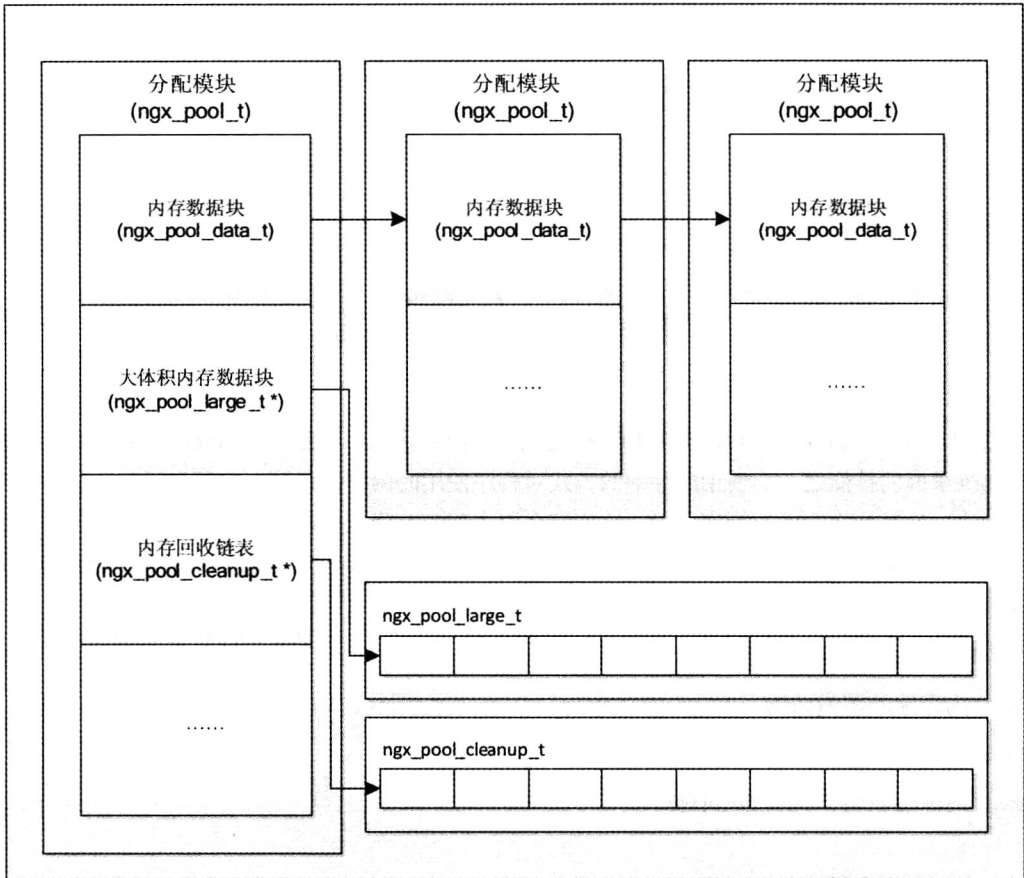 分配模块
(ngx_pool_t)
内存数据块
(ngx_pool_data_t)
大体积内存数据块
(ngx_pool_large_t *)
内存回收链表
(ngx_pool_cleanup_t *)
……
分配模块
(ngx_pool_t)
内存数据块
(ngx_pool_data_t)
……
分配模块
(ngx_pool_t)
内存数据块
(ngx_pool_data_t)
……
ngx_pool_large_t
ngx_pool_cleanup_t